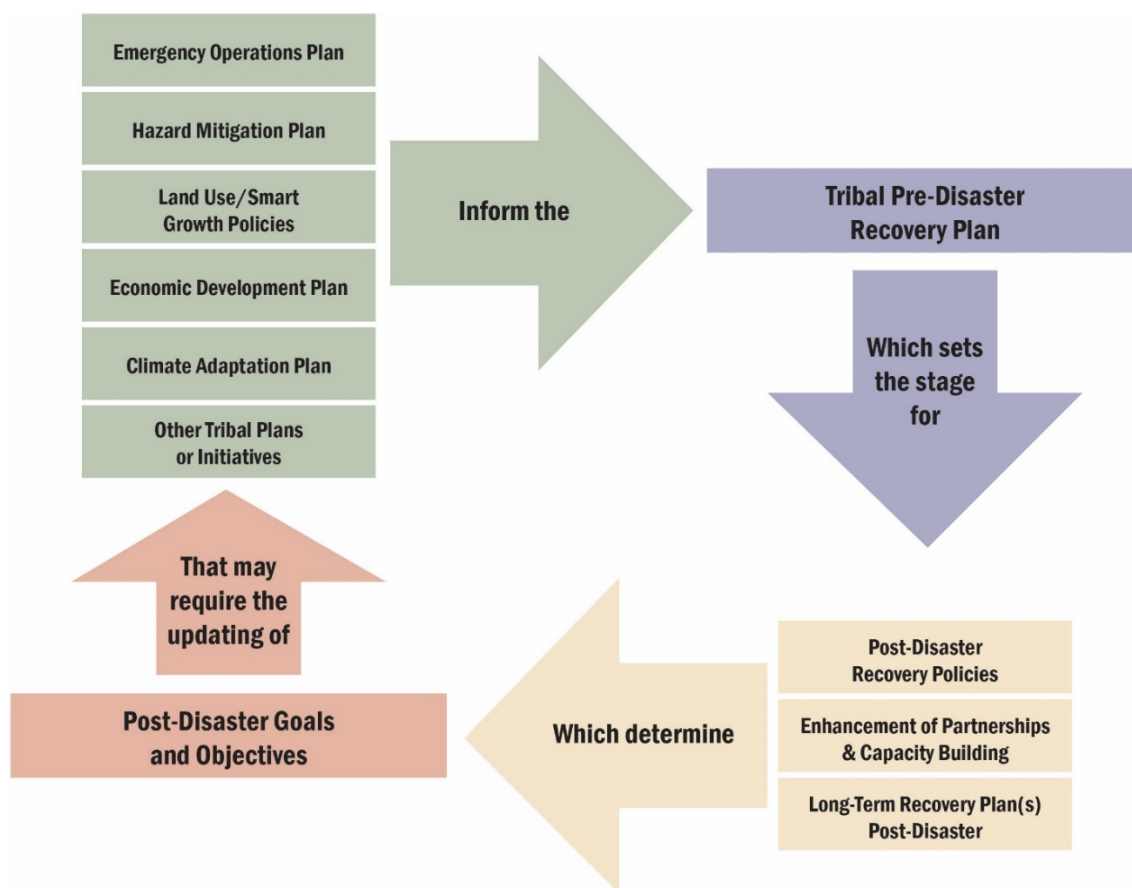 Emergency Operations Plan
Hazard Mitigation Plan
Land Use/Smart
Growth Policies
Economic Development Plan
Climate Adaptation Plan
Other Tribal Plans
or Initiatives
Inform the
Tribal Pre-Disaster
Recovery Plan
Which sets
the stage
for
Post-Disaster
Recovery Policies
Enhancement of Partnerships
& Capacity Building
Long-Term Recovery Plan(s)
Post-Disaster
Which determine
Post-Disaster Goals
and Objectives
That may
require the
updating of